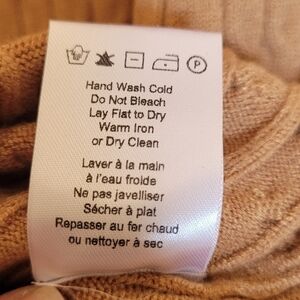 P
Hand Wash Cold
Do Not Bleach
Lay Flat to Dry
Warm Iron
or Dry Clean
Laver à la main
à l'eau froide
Ne pas javelliser
Sécher à plat
Repasser au fer chaud
ou nettoyer à sec